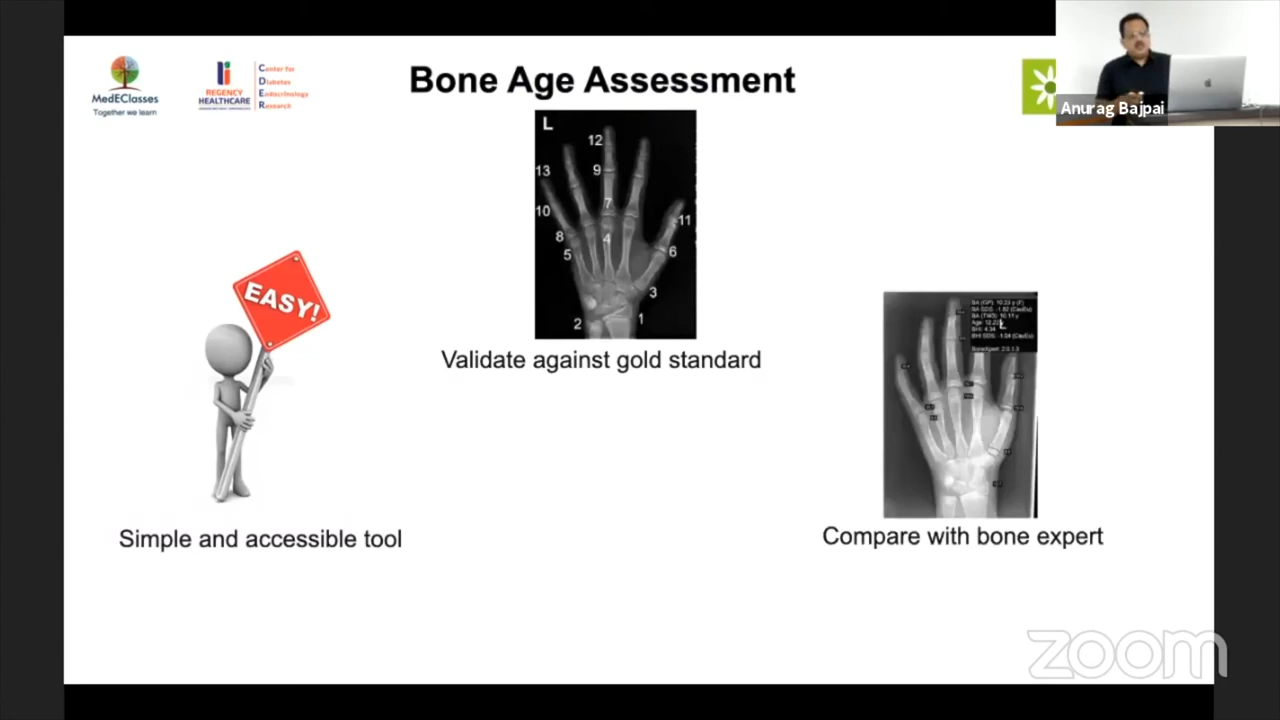 MedEClasses
Together we learn
REGENCY
HEALTHCARE
Center for
Diabetes
Endocrinology
Research
Bone Age Assessment
Anurag Bajpai
L
12
13
9
10
7
11
8
4
5
6
3
2
1
Validate against gold standard
EASY!
Simple and accessible tool
L
Compare with bone expert
zoom